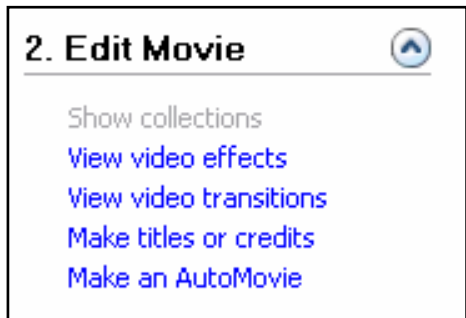 2. Edit Movie
Show collections
View video effects
View video transitions
Make titles or credits
Make an AutoMovie